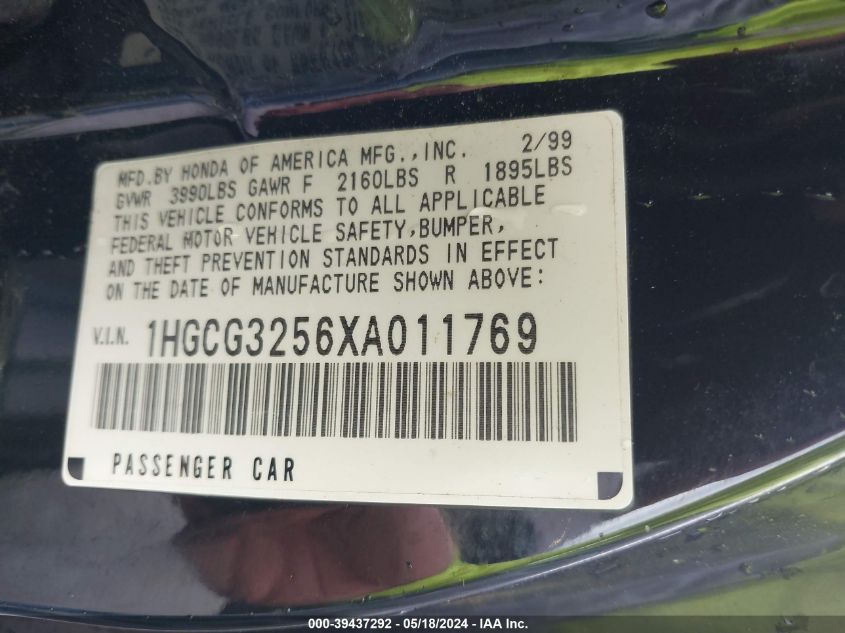 MFD.BY HONDA OF AMERICA MFG.,INC. 2/99
GVWR 3990LBS GAWR F 2160LBS R 1895LBS
THIS VEHICLE CONFORMS TO ALL APPLICABLE
FEDERAL MOTOR VEHICLE SAFETY,BUMPER,
AND THEFT PREVENTION STANDARDS IN EFFECT
ON THE DATE OF MANUFACTURE SHOWN ABOVE:
V.I.N. 1HGCG3256XA011769
PASSENGER CAR
000-39437292 - 05/18/2024 - IAA Inc.